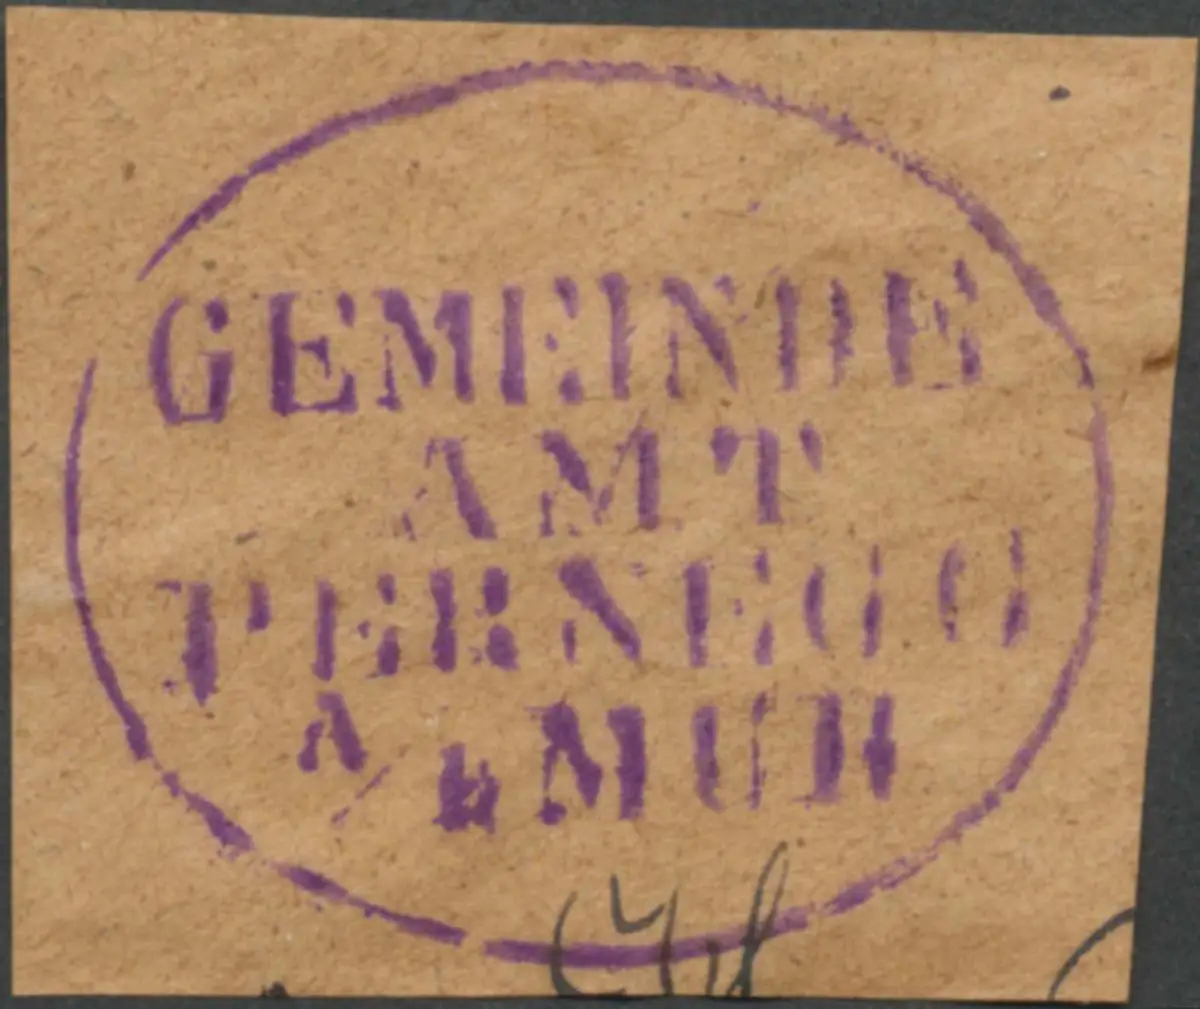 GEMEINDE
AMT
PERNEGG
A/d MUR